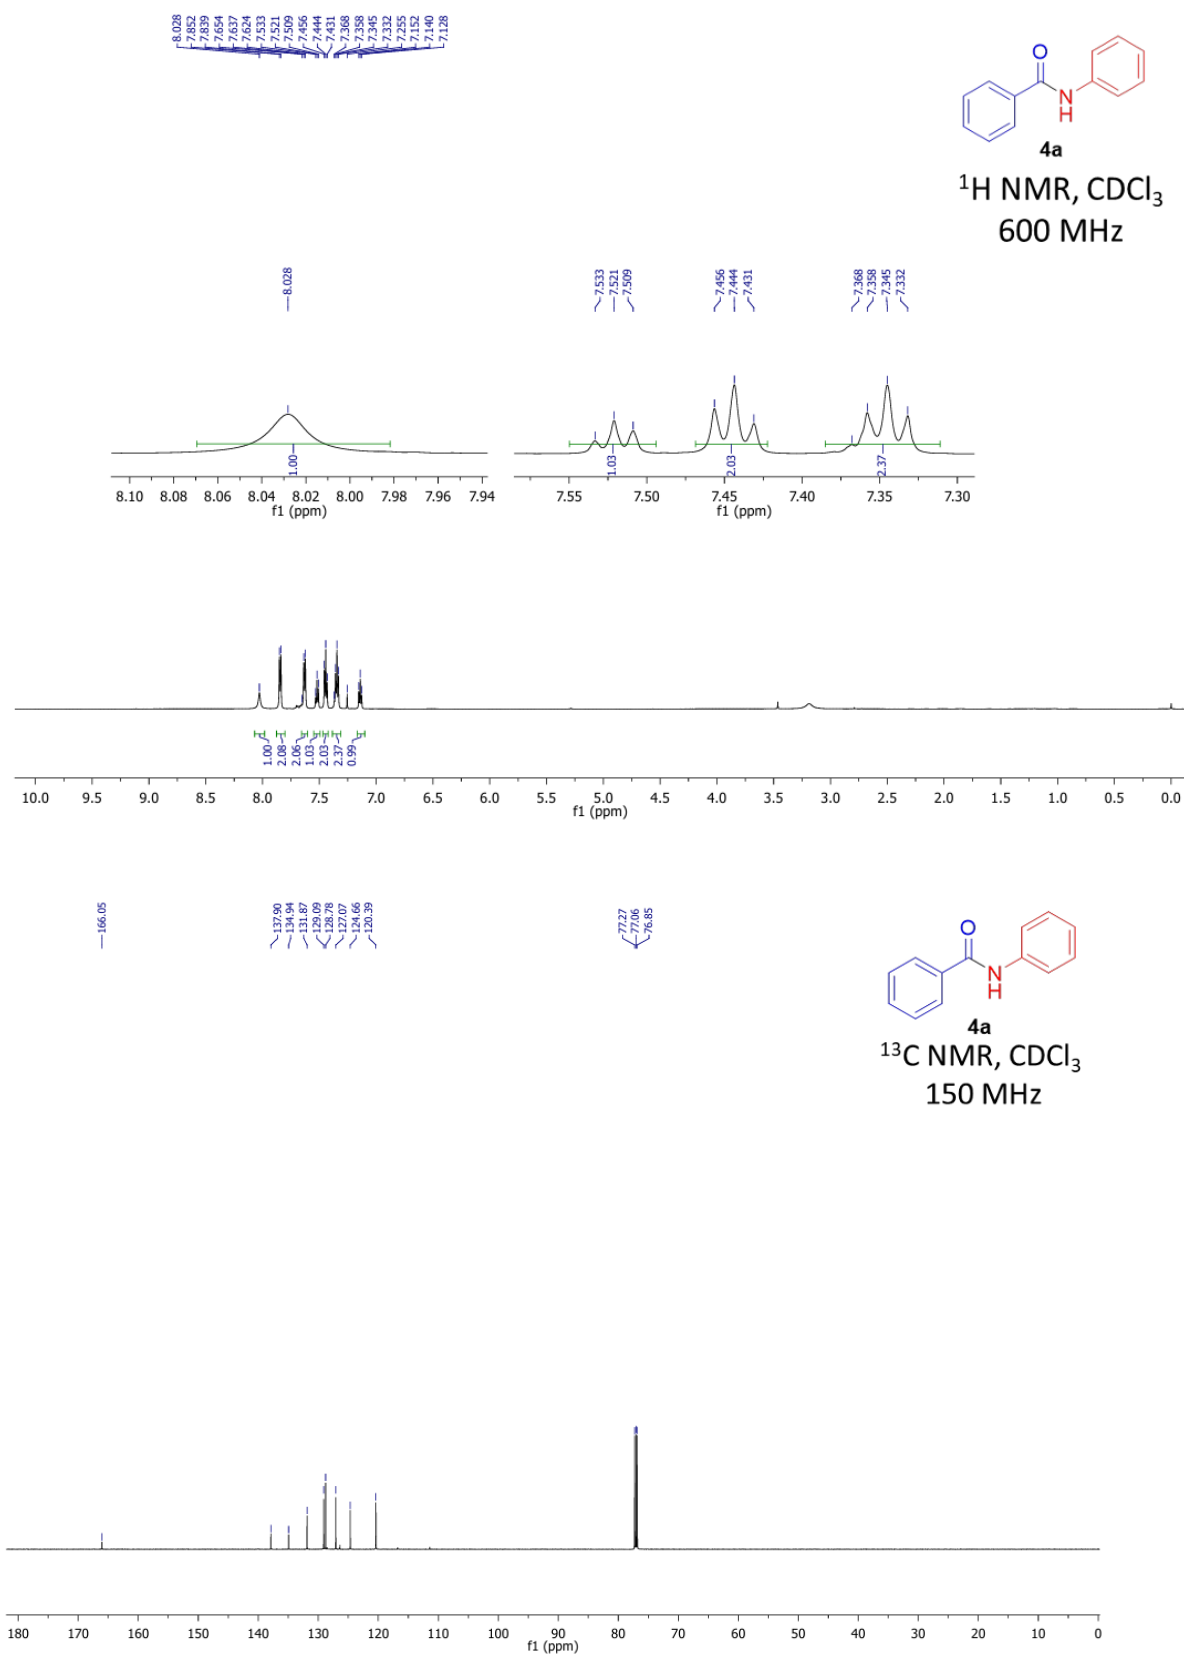 8.028
7.852
7.839
7.654
7.637
7.624
7.533
7.521
7.509
7.456
7.444
7.431
7.368
7.358
7.345
7.332
7.255
7.152
7.140
7.128
O
N
H
4a
¹H NMR, CDCl₃
600 MHz
8.028
7.533
7.521
7.509
7.456
7.444
7.431
7.368
7.358
7.345
7.332
1.00
1.03
2.03
2.37
8.10 8.08 8.06 8.04 8.02 8.00 7.98 7.96 7.94
f1 (ppm)
7.55 7.50 7.45 7.40 7.35 7.30
f1 (ppm)
1.00
2.08
2.06
1.03
2.03
2.37
0.99
10.0 9.5 9.0 8.5 8.0 7.5 7.0 6.5 6.0 5.5 5.0 4.5 4.0 3.5 3.0 2.5 2.0 1.5 1.0 0.5 0.0
f1 (ppm)
166.05
137.90
134.94
131.87
129.09
128.78
127.07
124.66
120.39
77.27
77.06
76.85
O
N
H
4a
¹³C NMR, CDCl₃
150 MHz
180 170 160 150 140 130 120 110 100 90 80 70 60 50 40 30 20 10 0
f1 (ppm)